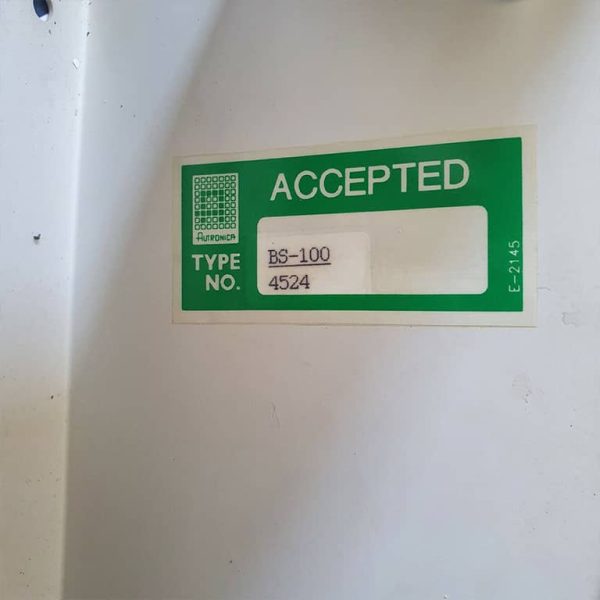 ACCEPTED
AUTRONICA
TYPE BS-100
NO. 4524
E-2145